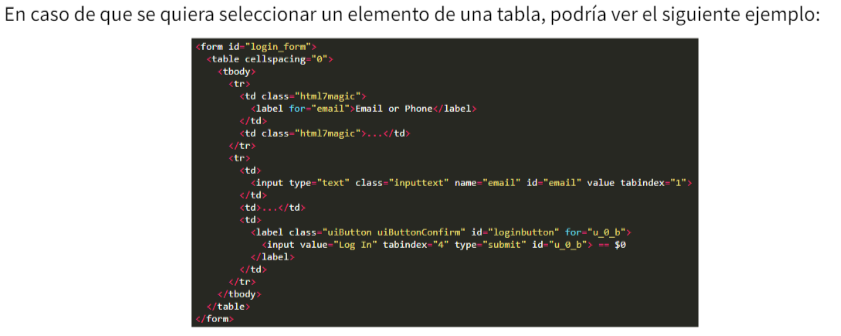 En caso de que se quiera seleccionar un elemento de una tabla, podría ver el siguiente ejemplo:
<form id="login_form">
<table cellspacing="0">
<tbody>
<tr>
<td class="html7magic">
<label for="email">Email or Phone</label>
</td>
<td class="html7magic">...</td>
</tr>
<tr>
<td>
<input type="text" class="inputtext" name="email" id="email" value tabindex="1">
</td>
<td>...</td>
<td>
<label class="uiButton uiButtonConfirm" id="loginbutton" for="u_0_b">
<input value="Log In" tabindex="4" type="submit" id="u_0_b"> == $0
</label>
</td>
</tr>
</tbody>
</table>
</form>